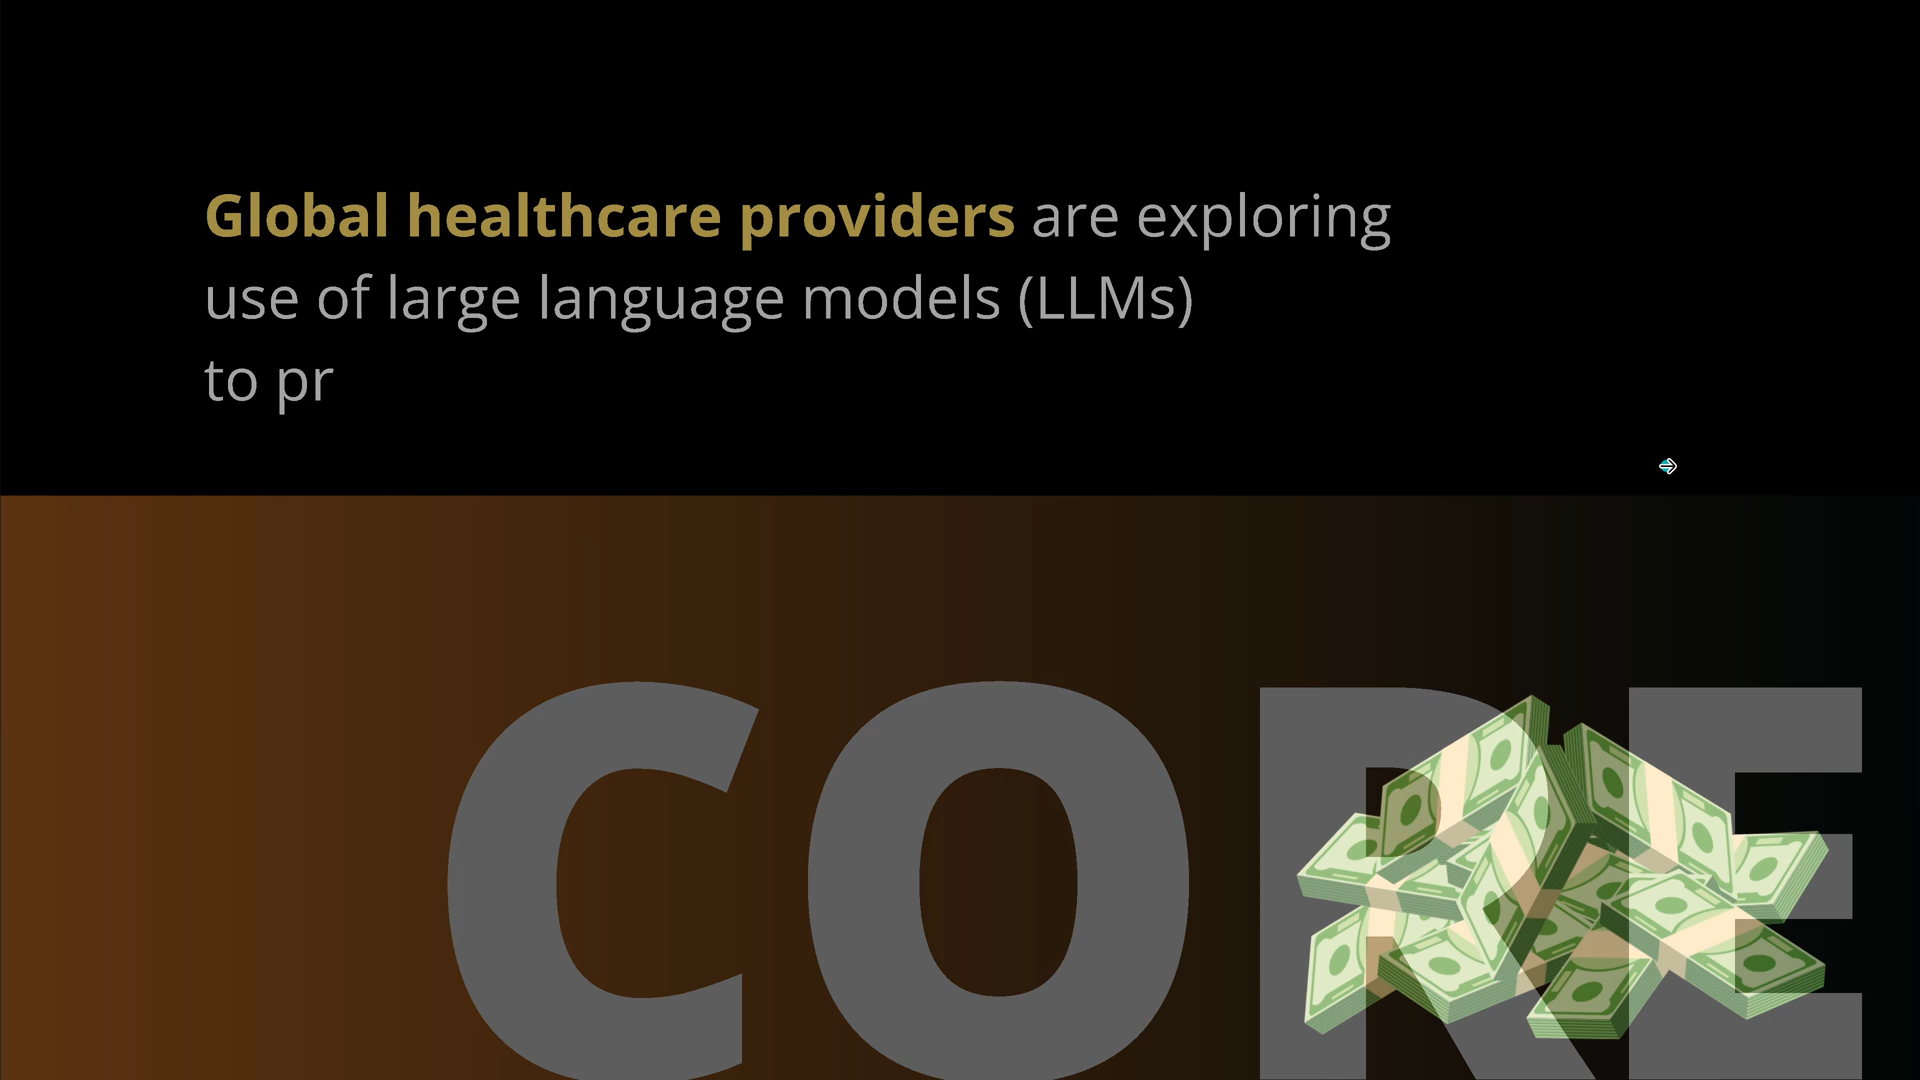 Global healthcare providers are exploring
use of large language models (LLMs)
to pr
CORE